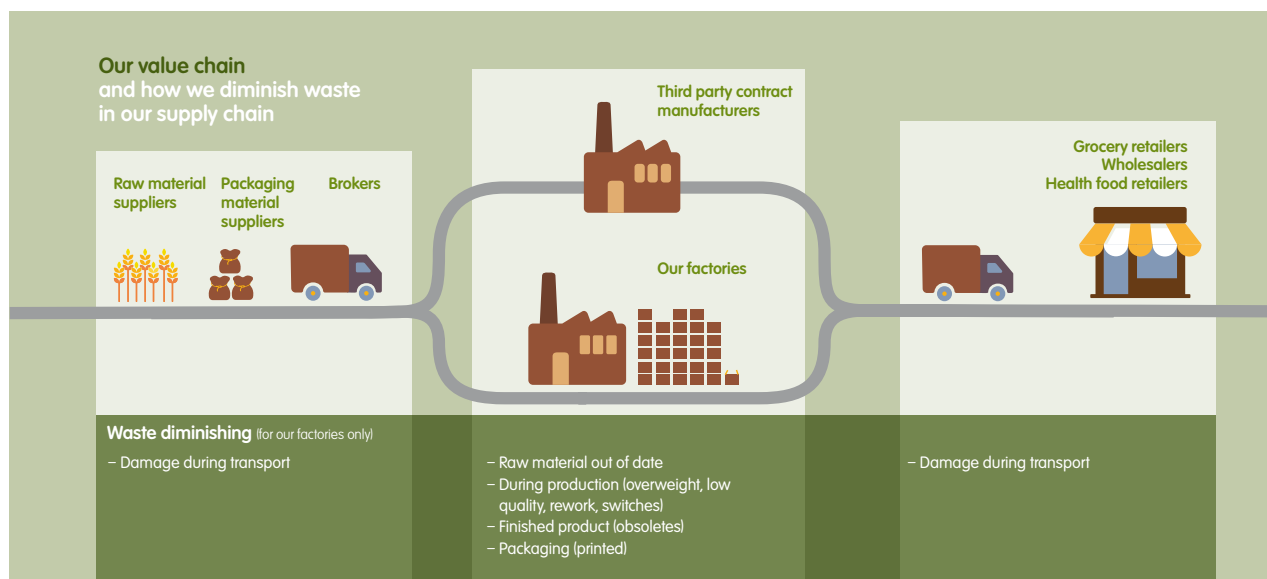 Our value chain
and how we diminish waste
in our supply chain
Raw material
suppliers
Packaging
material
suppliers
Brokers
Third party contract
manufacturers
Our factories
Grocery retailers
Wholesalers
Health food retailers
Waste diminishing (for our factories only)
– Damage during transport
– Raw material out of date
– During production (overweight, low
quality, rework, switches)
– Finished product (obsoletes)
– Packaging (printed)
– Damage during transport